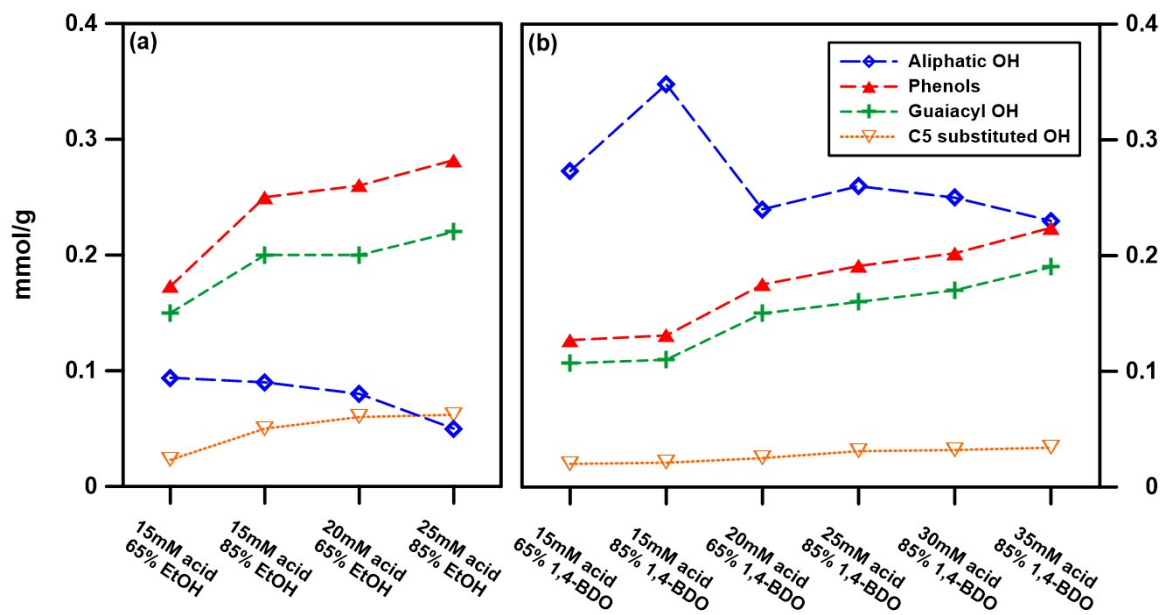 0.4
0.3
0.2
0.1
0
mmol/g
(a)
15mM acid
65% EtOH
15mM acid
85% EtOH
20mM acid
65% EtOH
25mM acid
85% EtOH
(b)
Aliphatic OH
Phenols
Guaiacyl OH
C5 substituted OH
15mM acid
65% 1,4-BDO
15mM acid
85% 1,4-BDO
20mM acid
65% 1,4-BDO
25mM acid
85% 1,4-BDO
30mM acid
85% 1,4-BDO
35mM acid
85% 1,4-BDO
0.4
0.3
0.2
0.1
0